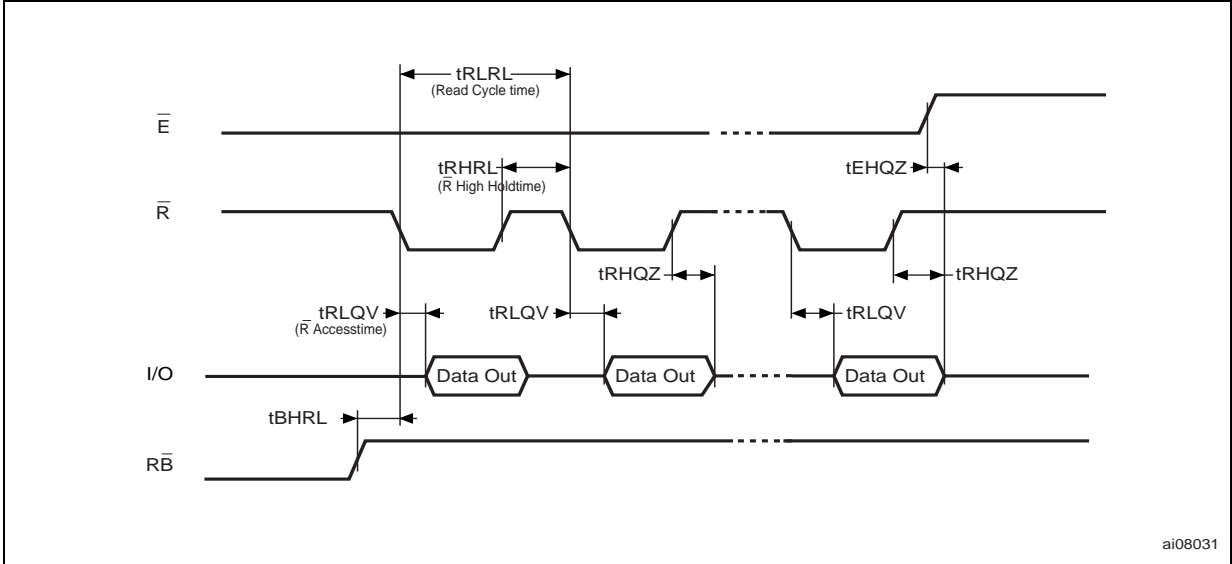 tRLRL
(Read Cycle time)
E̅
tRHRL
(R̅ High Holdtime)
tEHQZ
R̅
tRHQZ
tRHQZ
tRLQV
(R̅ Accesstime)
tRLQV
tRLQV
I/O
Data Out
Data Out
Data Out
tBHRL
RB̅
ai08031